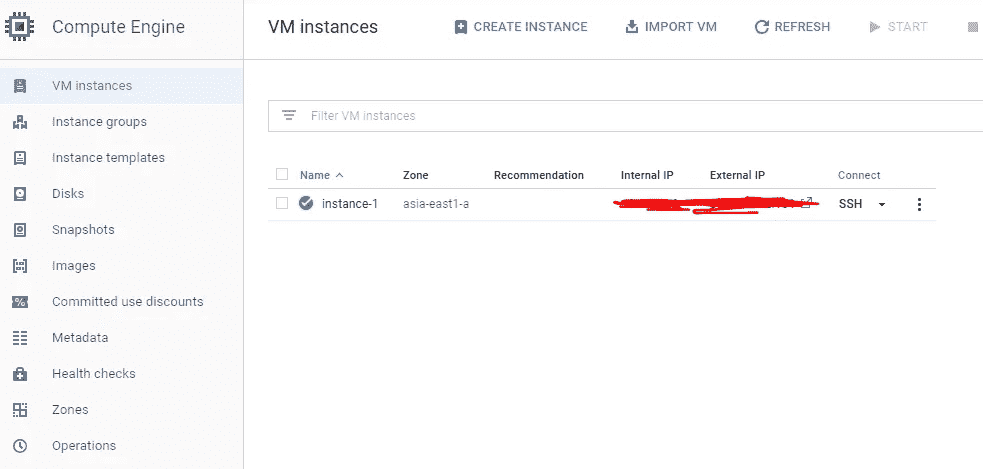 Compute Engine
VM instances
CREATE INSTANCE
IMPORT VM
REFRESH
START
VM instances
Instance groups
Instance templates
Disks
Snapshots
Images
Committed use discounts
Metadata
Health checks
Zones
Operations
Filter VM instances
Name Zone Recommendation Internal IP External IP Connect
instance-1 asia-east1-a SSH